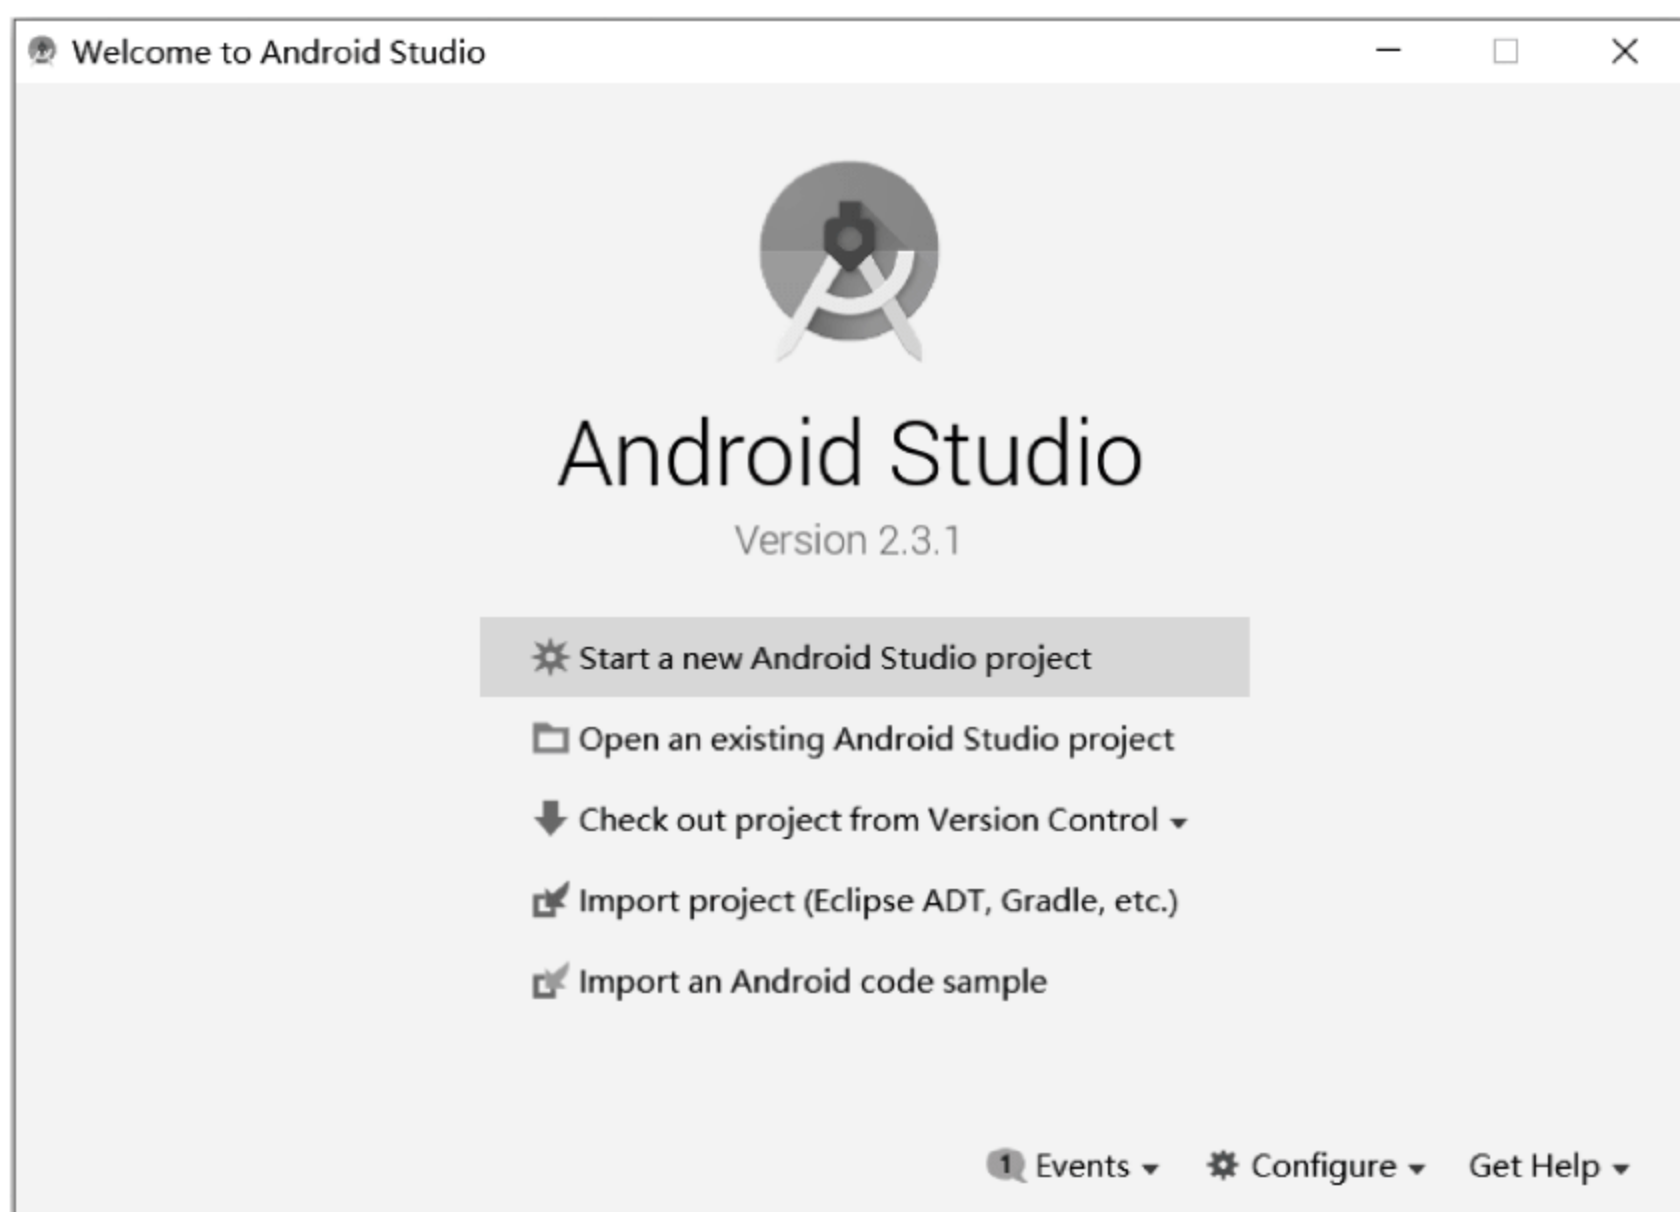 Welcome to Android Studio
Android Studio
Version 2.3.1
Start a new Android Studio project
Open an existing Android Studio project
Check out project from Version Control
Import project (Eclipse ADT, Gradle, etc.)
Import an Android code sample
1 Events Configure Get Help